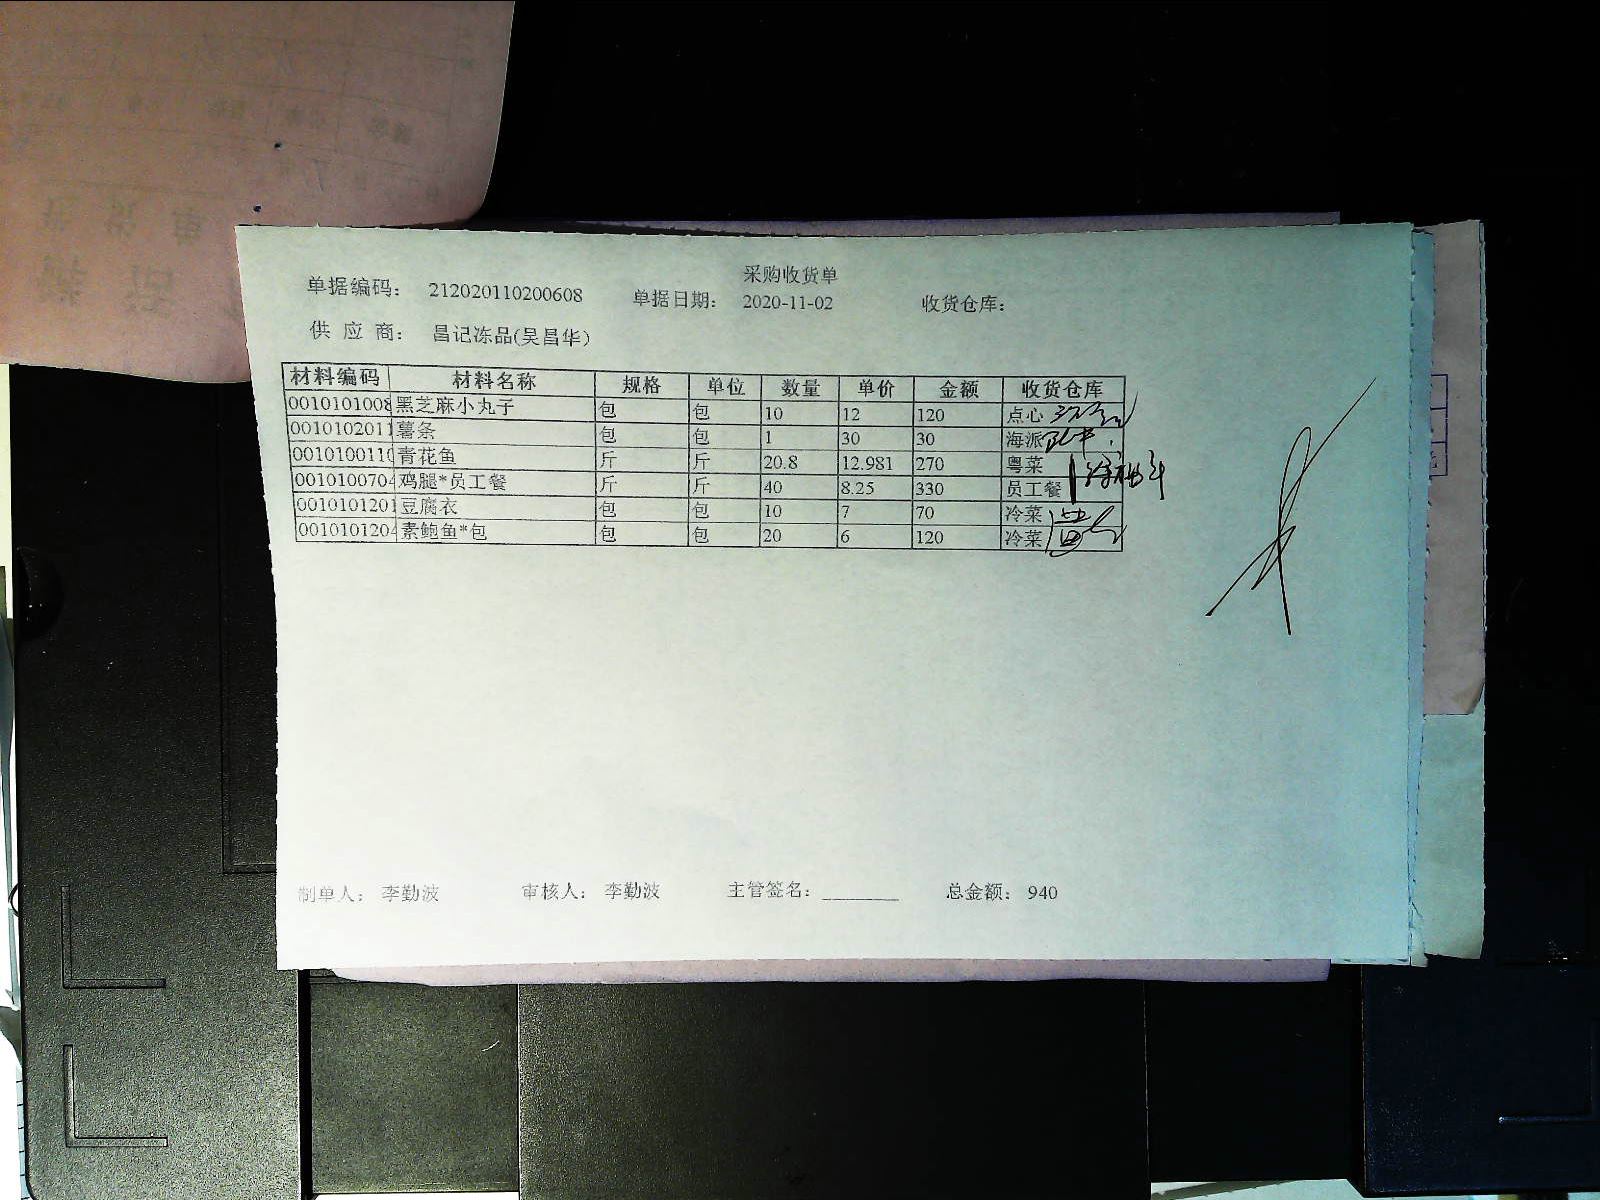 采购收货单
单据编码： 212020110200608 单据日期： 2020-11-02 收货仓库：
供 应 商： 昌记冻品(吴昌华)
材料编码 材料名称 规格 单位 数量 单价 金额 收货仓库
0010101008 黑芝麻小丸子 包 包 10 12 120 点心
0010102011 薯条 包 包 1 30 30 海派
0010100110 青花鱼 斤 斤 20.8 12.981 270 粤菜
0010100704 鸡腿*员工餐 斤 斤 40 8.25 330 员工餐
0010101201 豆腐衣 包 包 10 7 70 冷菜
0010101204 素鲍鱼*包 包 包 20 6 120 冷菜
制单人： 李勤波 审核人： 李勤波 主管签名：________ 总金额： 940